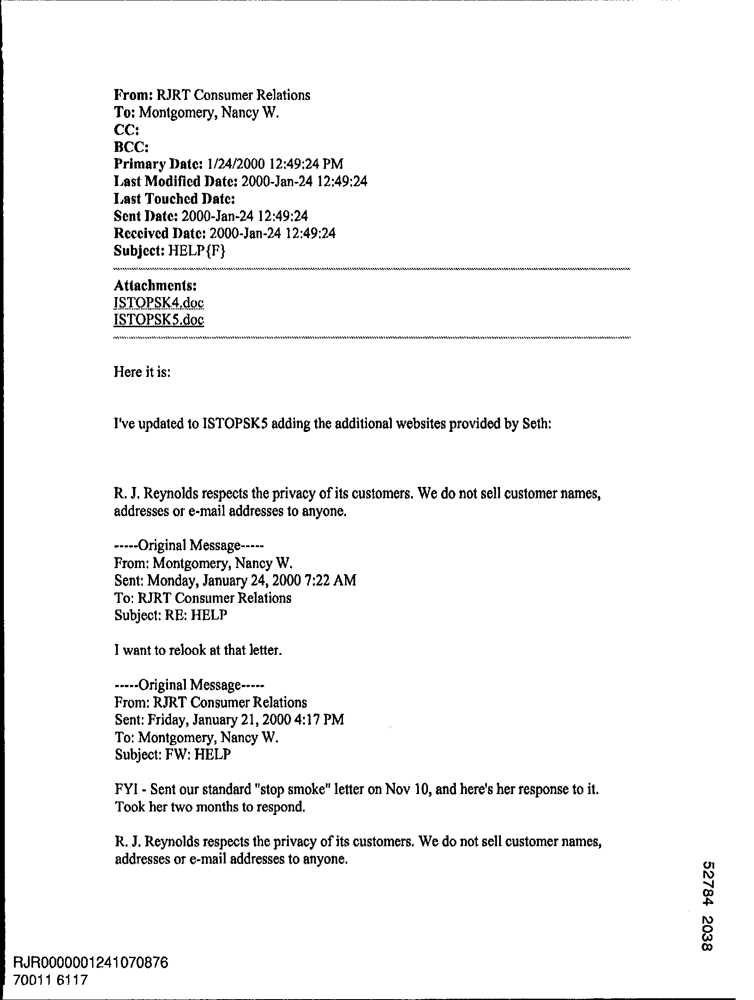 From: RJRT Consumer Relations
To: Montgomery, Nancy W.
CC:
BCC:
Primary Date: 1/24/2000 12:49:24 PM
Last Modified Date: 2000-Jan-24 12:49:24
Last Touched Date:
Sent Date: 2000-Jan-24 12:49:24
Received Date: 2000-Jan-24 12:49:24
Subject: HELP{F}
Attachments:
ISTOPSK4.doc
ISTOPSK5.doc
Here it is:
I've updated to ISTOPSK5 adding the additional websites provided by Seth:
R. J. Reynolds respects the privacy of its customers. We do not sell customer names,
addresses or e-mail addresses to anyone.
-----Original Message-----
From: Montgomery, Nancy W.
Sent: Monday, January 24, 2000 7:22 AM
To: RJRT Consumer Relations
Subject: RE: HELP
I want to relook at that letter.
-----Original Message-----
From: RJRT Consumer Relations
Sent: Friday, January 21, 2000 4:17 PM
To: Montgomery, Nancy W.
Subject: FW: HELP
FYI - Sent our standard "stop smoke" letter on Nov 10, and here's her response to it.
Took her two months to respond.
R. J. Reynolds respects the privacy of its customers. We do not sell customer names,
addresses or e-mail addresses to anyone.
52784 2038
RJR0000001241070876
70011 6117